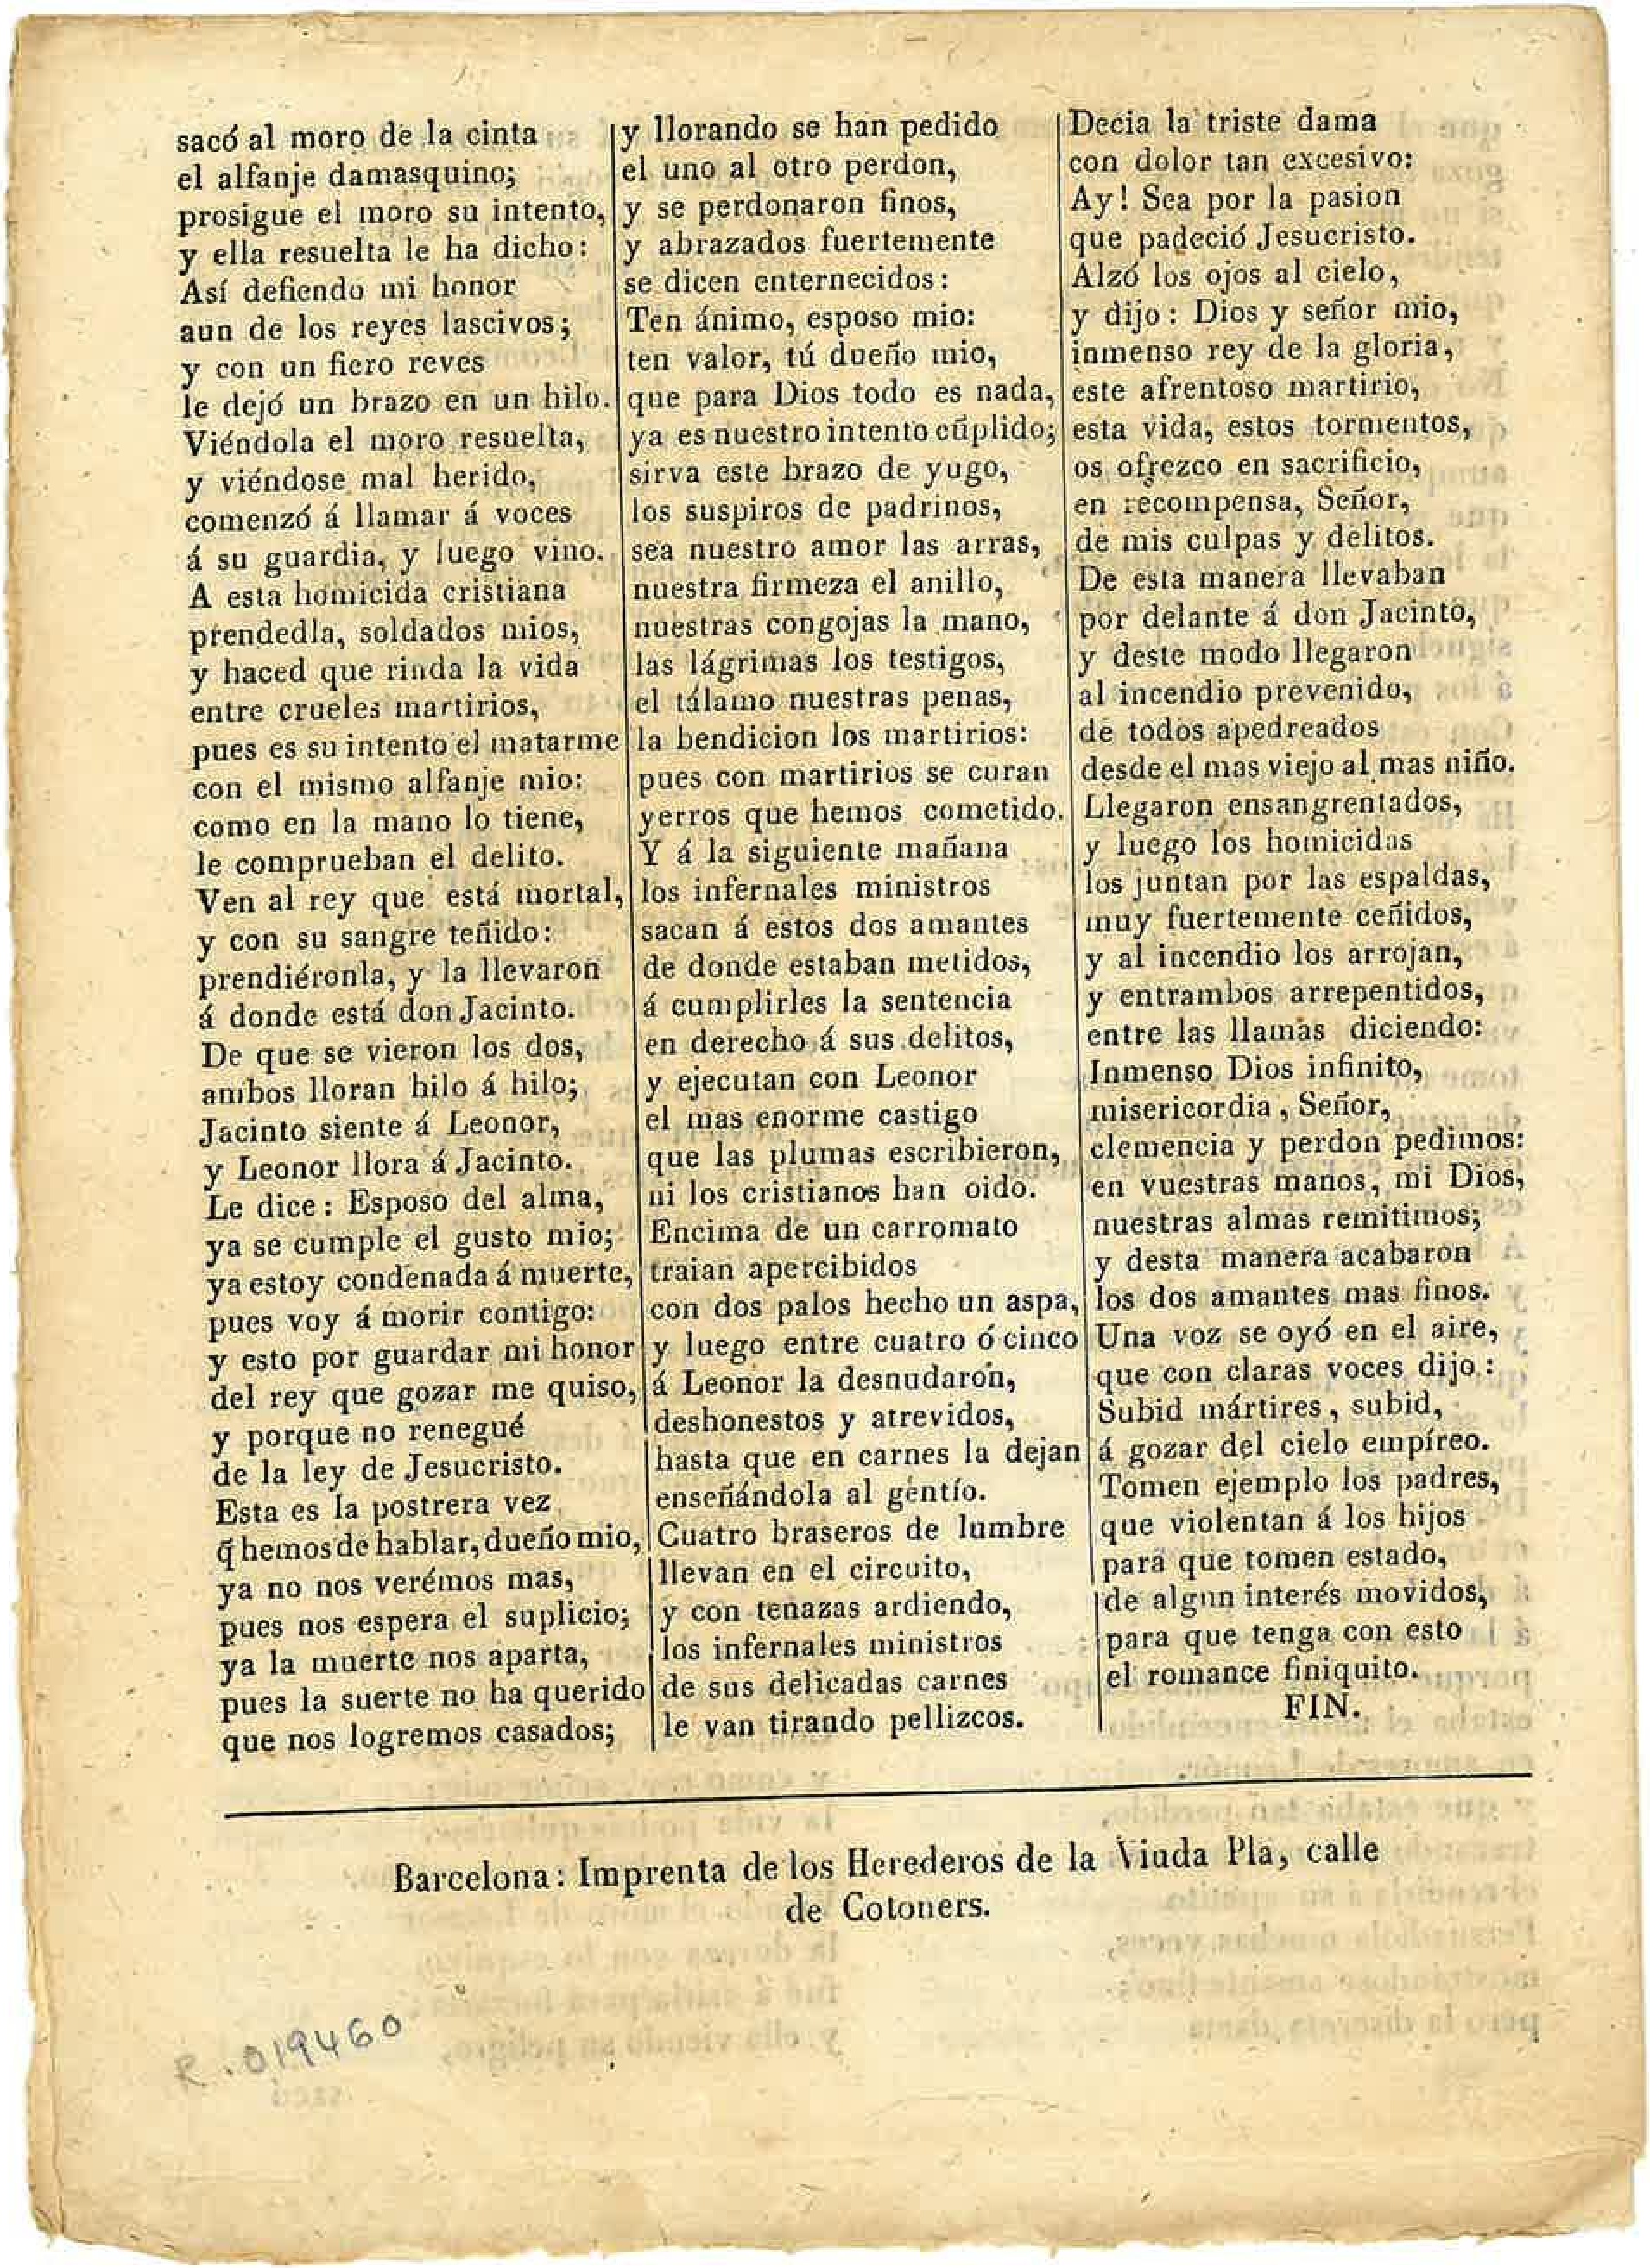 sacó al moro de la cinta
el alfanje damasquino;
prosigue el moro su intento,
y ella resuelta le ha dicho:
Así defiendo mi honor
aun de los reyes lascivos;
y con un fiero reves
le dejó un brazo en un hilo.
Viéndola el moro resuelta,
y viéndose mal herido,
comenzó á llamar á voces
á su guardia, y luego vino.
A esta homicida cristiana
prendedla, soldados mios,
y haced que rinda la vida
entre crueles martirios,
pues es su intento el matarme
con el mismo alfanje mio:
como en la mano lo tiene,
le comprueban el delito.
Ven al rey que está mortal,
y con su sangre teñido:
prendiéronla, y la llevaron
á donde está don Jacinto.
De que se vieron los dos,
ambos lloran hilo á hilo;
Jacinto siente á Leonor,
y Leonor llora á Jacinto.
Le dice: Esposo del alma,
ya se cumple el gusto mio;
ya estoy condenada á muerte,
pues voy á morir contigo:
y esto por guardar mi honor
del rey que gozar me quiso,
y porque no renegué
de la ley de Jesucristo.
Esta es la postrera vez
q̃ hemos de hablar, dueño mio,
ya no nos verémos mas,
pues nos espera el suplicio;
ya la muerte nos aparta,
pues la suerte no ha querido
que nos logremos casados;
y llorando se han pedido
el uno al otro perdon,
y se perdonaron finos,
y abrazados fuertemente
se dicen enternecidos:
Ten ánimo, esposo mio:
ten valor, tú dueño mio,
que para Dios todo es nada,
ya es nuestro intento cũplido;
sirva este brazo de yugo,
los suspiros de padrinos,
sea nuestro amor las arras,
nuestra firmeza el anillo,
nuestras congojas la mano,
las lágrimas los testigos,
el tálamo nuestras penas,
la bendicion los martirios:
pues con martirios se curan
yerros que hemos cometido.
Y á la siguiente mañana
los infernales ministros
sacan á estos dos amantes
de donde estaban metidos,
á cumplirles la sentencia
en derecho á sus delitos,
y ejecutan con Leonor
el mas enorme castigo
que las plumas escribieron,
ni los cristianos han oido.
Encima de un carromato
traian apercibidos
con dos palos hecho un aspa,
y luego entre cuatro ó cinco
á Leonor la desnudaron,
deshonestos y atrevidos,
hasta que en carnes la dejan
enseñándola al gentío.
Cuatro braseros de lumbre
llevan en el circuito,
y con tenazas ardiendo,
los infernales ministros
de sus delicadas carnes
le van tirando pellizcos.
Decia la triste dama
con dolor tan excesivo:
Ay! Sea por la pasion
que padeció Jesucristo.
Alzó los ojos al cielo,
y dijo: Dios y señor mio,
inmenso rey de la gloria,
este afrentoso martirio,
esta vida, estos tormentos,
os ofrezco en sacrificio,
en recompensa, Señor,
de mis culpas y delitos.
De esta manera llevaban
por delante á don Jacinto,
y deste modo llegaron
al incendio prevenido,
de todos apedreados
desde el mas viejo al mas niño.
Llegaron ensangrentados,
y luego los homicidas
los juntan por las espaldas,
muy fuertemente ceñidos,
y al incendio los arrojan,
y entrambos arrepentidos,
entre las llamas diciendo:
Inmenso Dios infinito,
misericordia, Señor,
clemencia y perdon pedimos:
en vuestras manos, mi Dios,
nuestras almas remitimos;
y desta manera acabaron
los dos amantes mas finos.
Una voz se oyó en el aire,
que con claras voces dijo:
Subid mártires, subid,
á gozar del cielo empíreo.
Tomen ejemplo los padres,
que violentan á los hijos
para que tomen estado,
de algun interés movidos,
para que tenga con esto
el romance finiquito.
FIN.
Barcelona: Imprenta de los Herederos de la Viuda Pla, calle
de Cotoners.
R. 019460